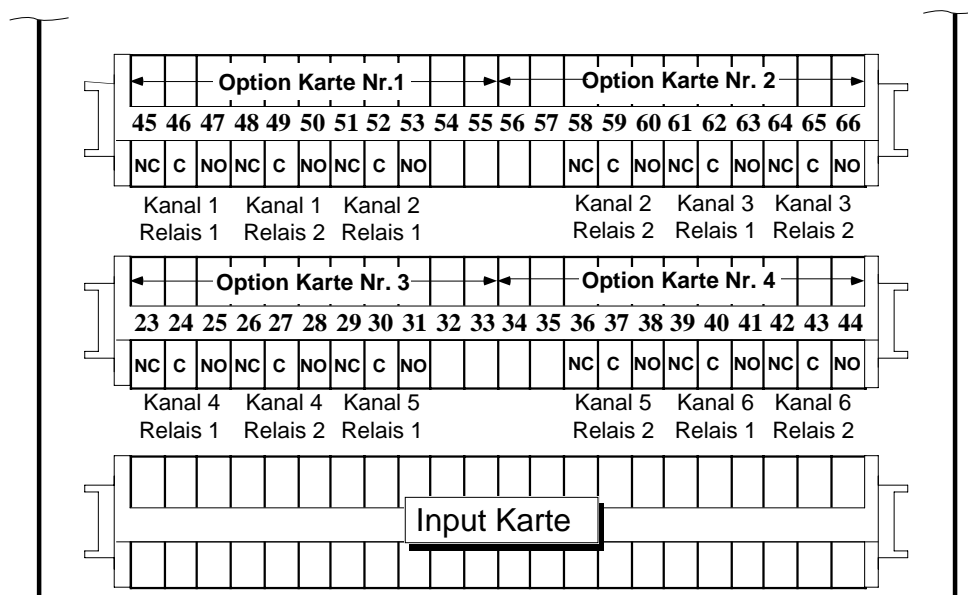 Option Karte Nr.1 Option Karte Nr. 2
45 46 47 48 49 50 51 52 53 54 55 56 57 58 59 60 61 62 63 64 65 66
NC C NO NC C NO NC C NO NC C NO NC C NO NC C NO
Kanal 1 Kanal 1 Kanal 2 Kanal 2 Kanal 3 Kanal 3
Relais 1 Relais 2 Relais 1 Relais 2 Relais 1 Relais 2
Option Karte Nr. 3 Option Karte Nr. 4
23 24 25 26 27 28 29 30 31 32 33 34 35 36 37 38 39 40 41 42 43 44
NC C NO NC C NO NC C NO NC C NO NC C NO NC C NO
Kanal 4 Kanal 4 Kanal 5 Kanal 5 Kanal 6 Kanal 6
Relais 1 Relais 2 Relais 1 Relais 2 Relais 1 Relais 2
Input Karte